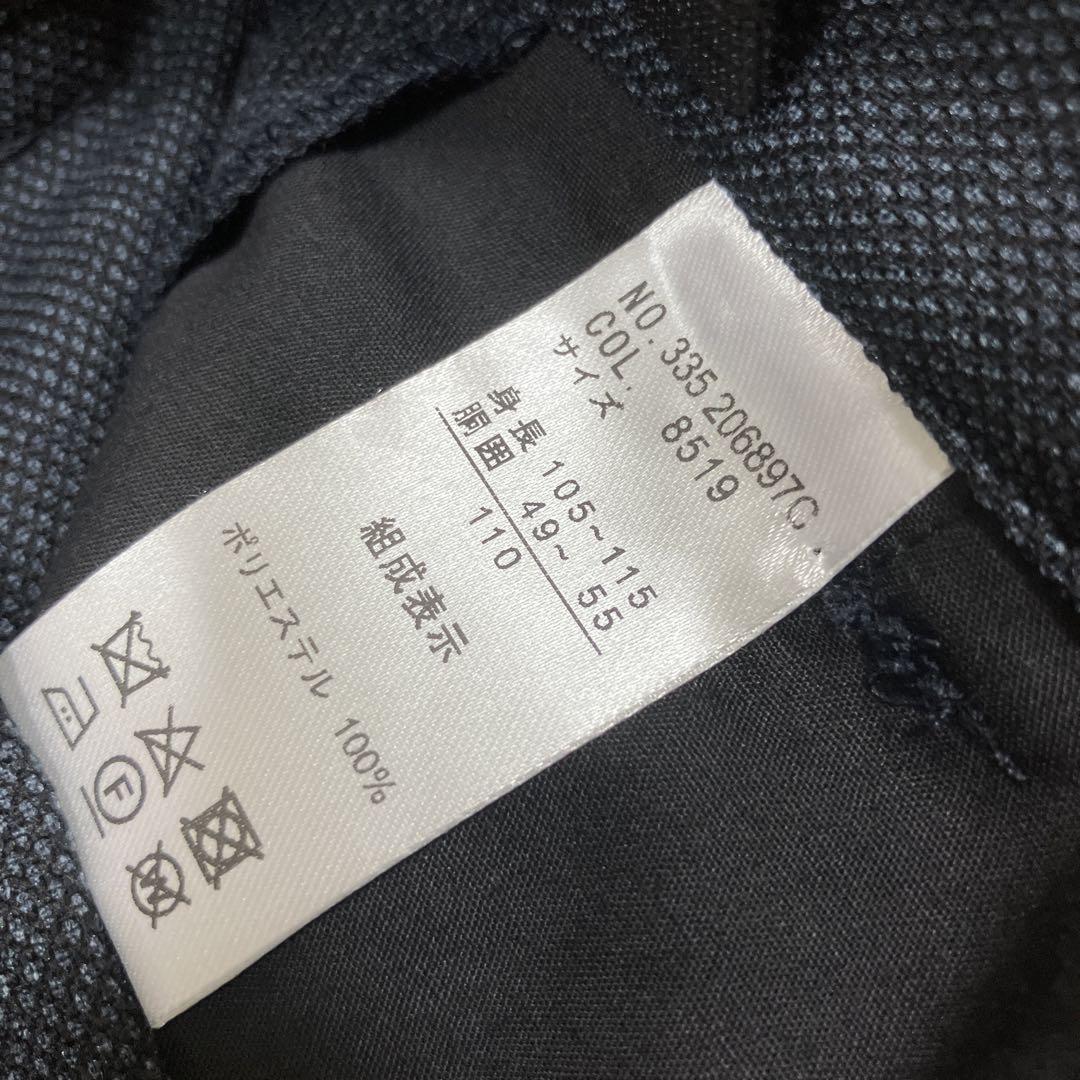 NO. 335 206897C
COL. 8519
サイズ
身長 105~115
胴囲 49~ 55
110
組成表示
ポリエステル 100%
F
W